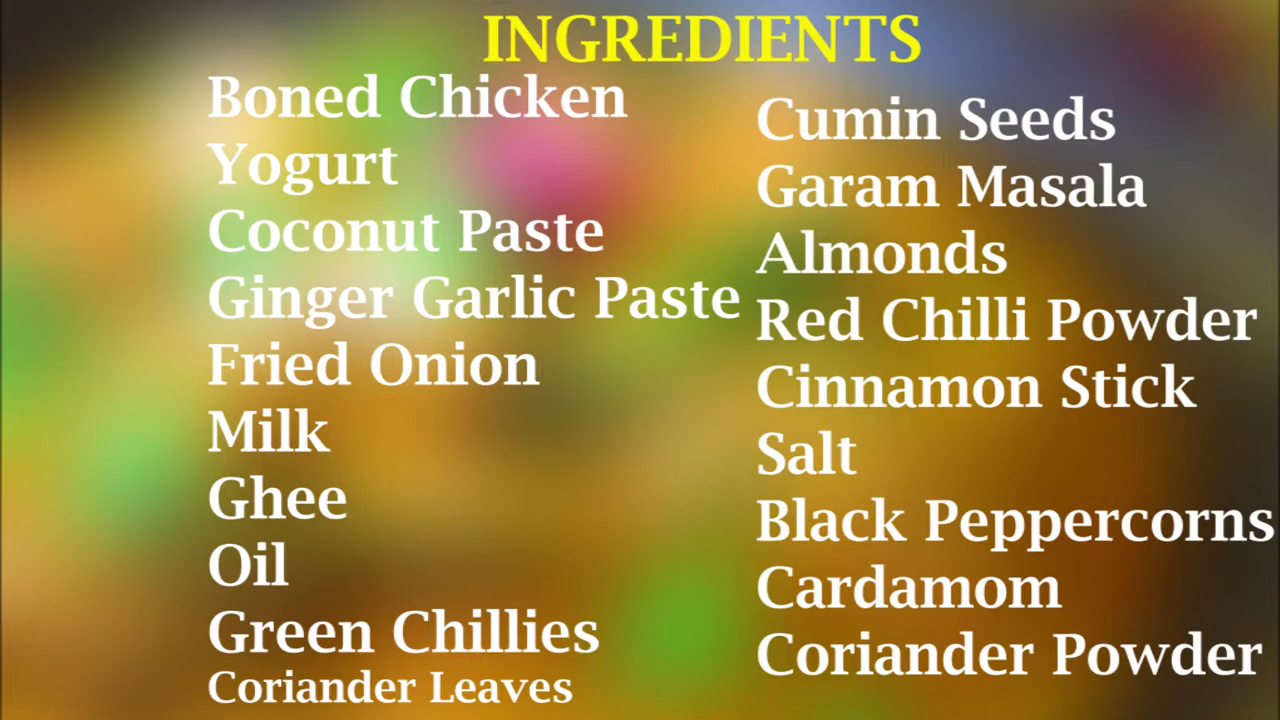 INGREDIENTS
Boned Chicken
Yogurt
Coconut Paste
Ginger Garlic Paste
Fried Onion
Milk
Ghee
Oil
Green Chillies
Coriander Leaves
Cumin Seeds
Garam Masala
Almonds
Red Chilli Powder
Cinnamon Stick
Salt
Black Peppercorns
Cardamom
Coriander Powder